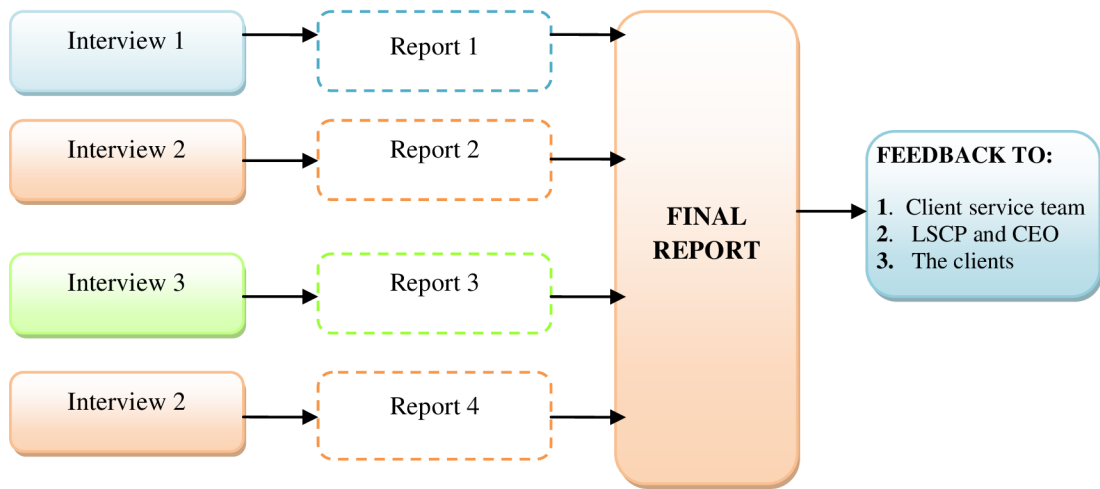 Interview 1
Report 1
Interview 2
Report 2
Interview 3
Report 3
Interview 2
Report 4
FINAL
REPORT
FEEDBACK TO:
1. Client service team
2. LSCP and CEO
3. The clients